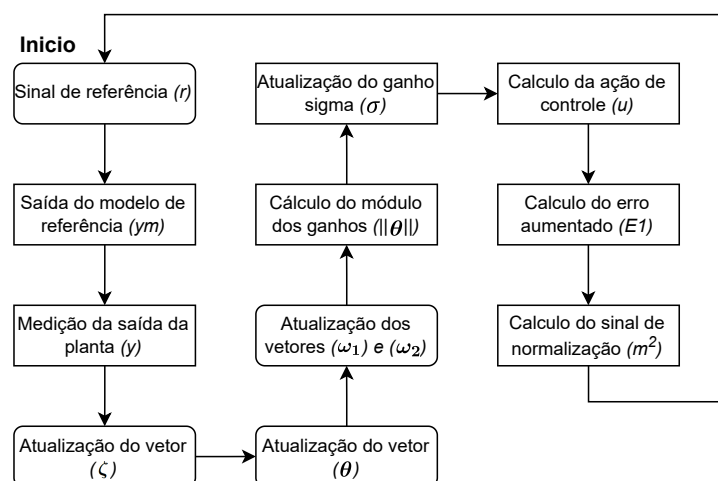 Inicio
Sinal de referência (r)
Saída do modelo de
referência (ym)
Medição da saída da
planta (y)
Atualização do vetor
(ζ)
Atualização do vetor
(θ)
Atualização dos
vetores (ω₁) e (ω₂)
Cálculo do módulo
dos ganhos (||θ||)
Atualização do ganho
sigma (σ)
Calculo da ação de
controle (u)
Calculo do erro
aumentado (E1)
Calculo do sinal de
normalização (m²)